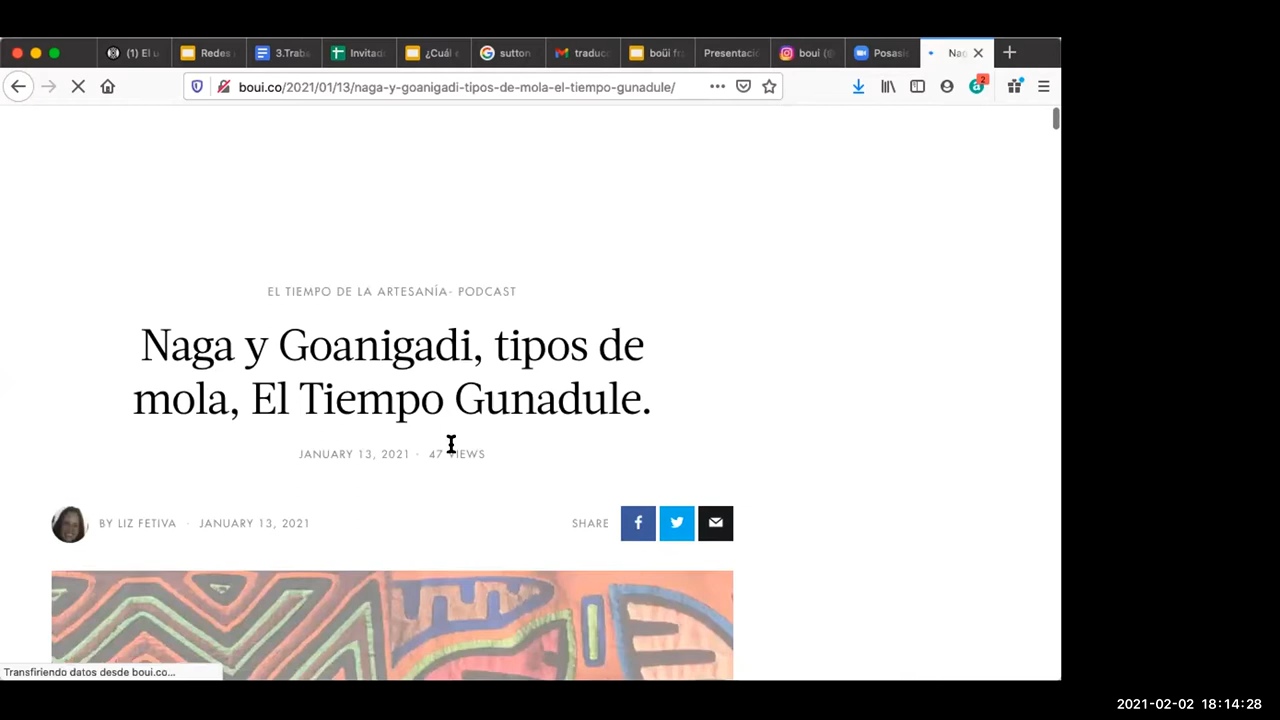 (1) El u
Redes
3.Traba
Invitad
¿Cuál
sutton
traduc
boüi fr
Presentaci
boui (@
Posasi
Nag
2
boui.co/2021/01/13/naga-y-goanigadi-tipos-de-mola-el-tiempo-gunadule/
EL TIEMPO DE LA ARTESANÍA- PODCAST
Naga y Goanigadi, tipos de
mola, El Tiempo Gunadule.
JANUARY 13, 2021 · 47 VIEWS
BY LIZ FETIVA · JANUARY 13, 2021
SHARE
Transfiriendo datos desde boui.co...
2021-02-02 18:14:28